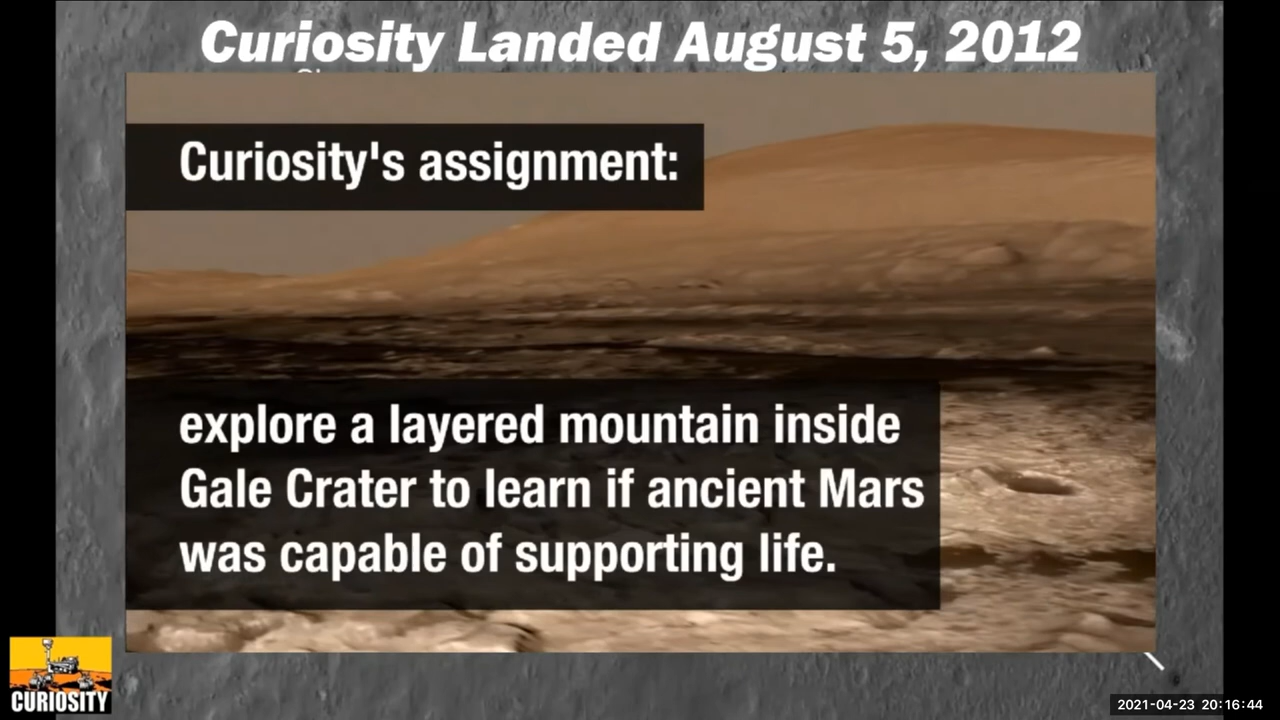 Curiosity Landed August 5, 2012
Curiosity's assignment:
explore a layered mountain inside
Gale Crater to learn if ancient Mars
was capable of supporting life.
CURIOSITY
2021-04-23 20:16:44